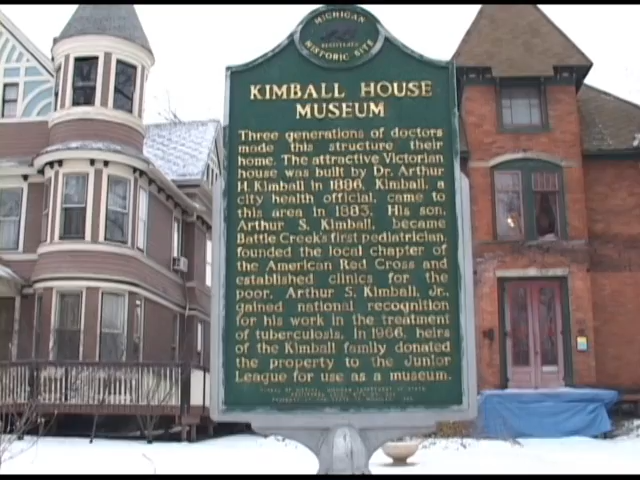 MICHIGAN
HISTORIC SITE
KIMBALL HOUSE
MUSEUM
Three generations of doctors
made this structure their
home. The attractive Victorian
house was built by Dr. Arthur
H. Kimball in 1886. Kimball, a
city health official, came to
this area in 1883. His son,
Arthur S. Kimball, became
Battle Creek's first pediatrician,
founded the local chapter of
the American Red Cross and
established clinics for the
poor. Arthur S. Kimball, Jr.,
gained national recognition
for his work in the treatment
of tuberculosis. In 1966, heirs
of the Kimball family donated
the property to the Junior
League for use as a museum.